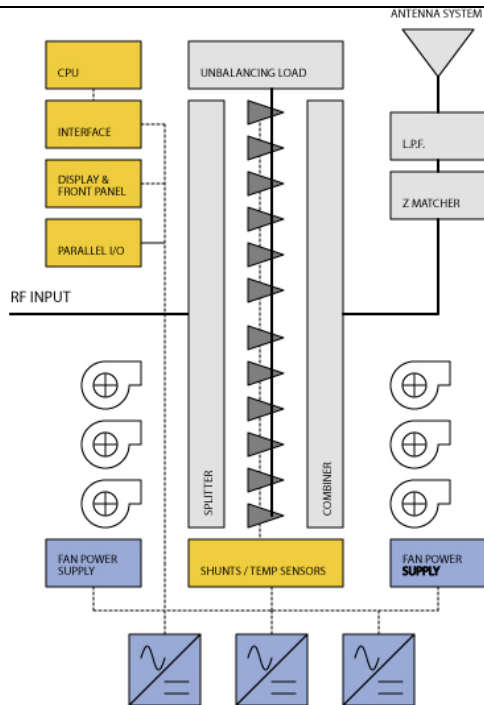 ANTENNA SYSTEM
CPU
UNBALANCING LOAD
INTERFACE
L.P.F.
DISPLAY &
FRONT PANEL
Z MATCHER
PARALLEL I/O
RF INPUT
SPLITTER
COMBINER
FAN POWER
SUPPLY
SHUNTS / TEMP SENSORS
FAN POWER
SUPPLY